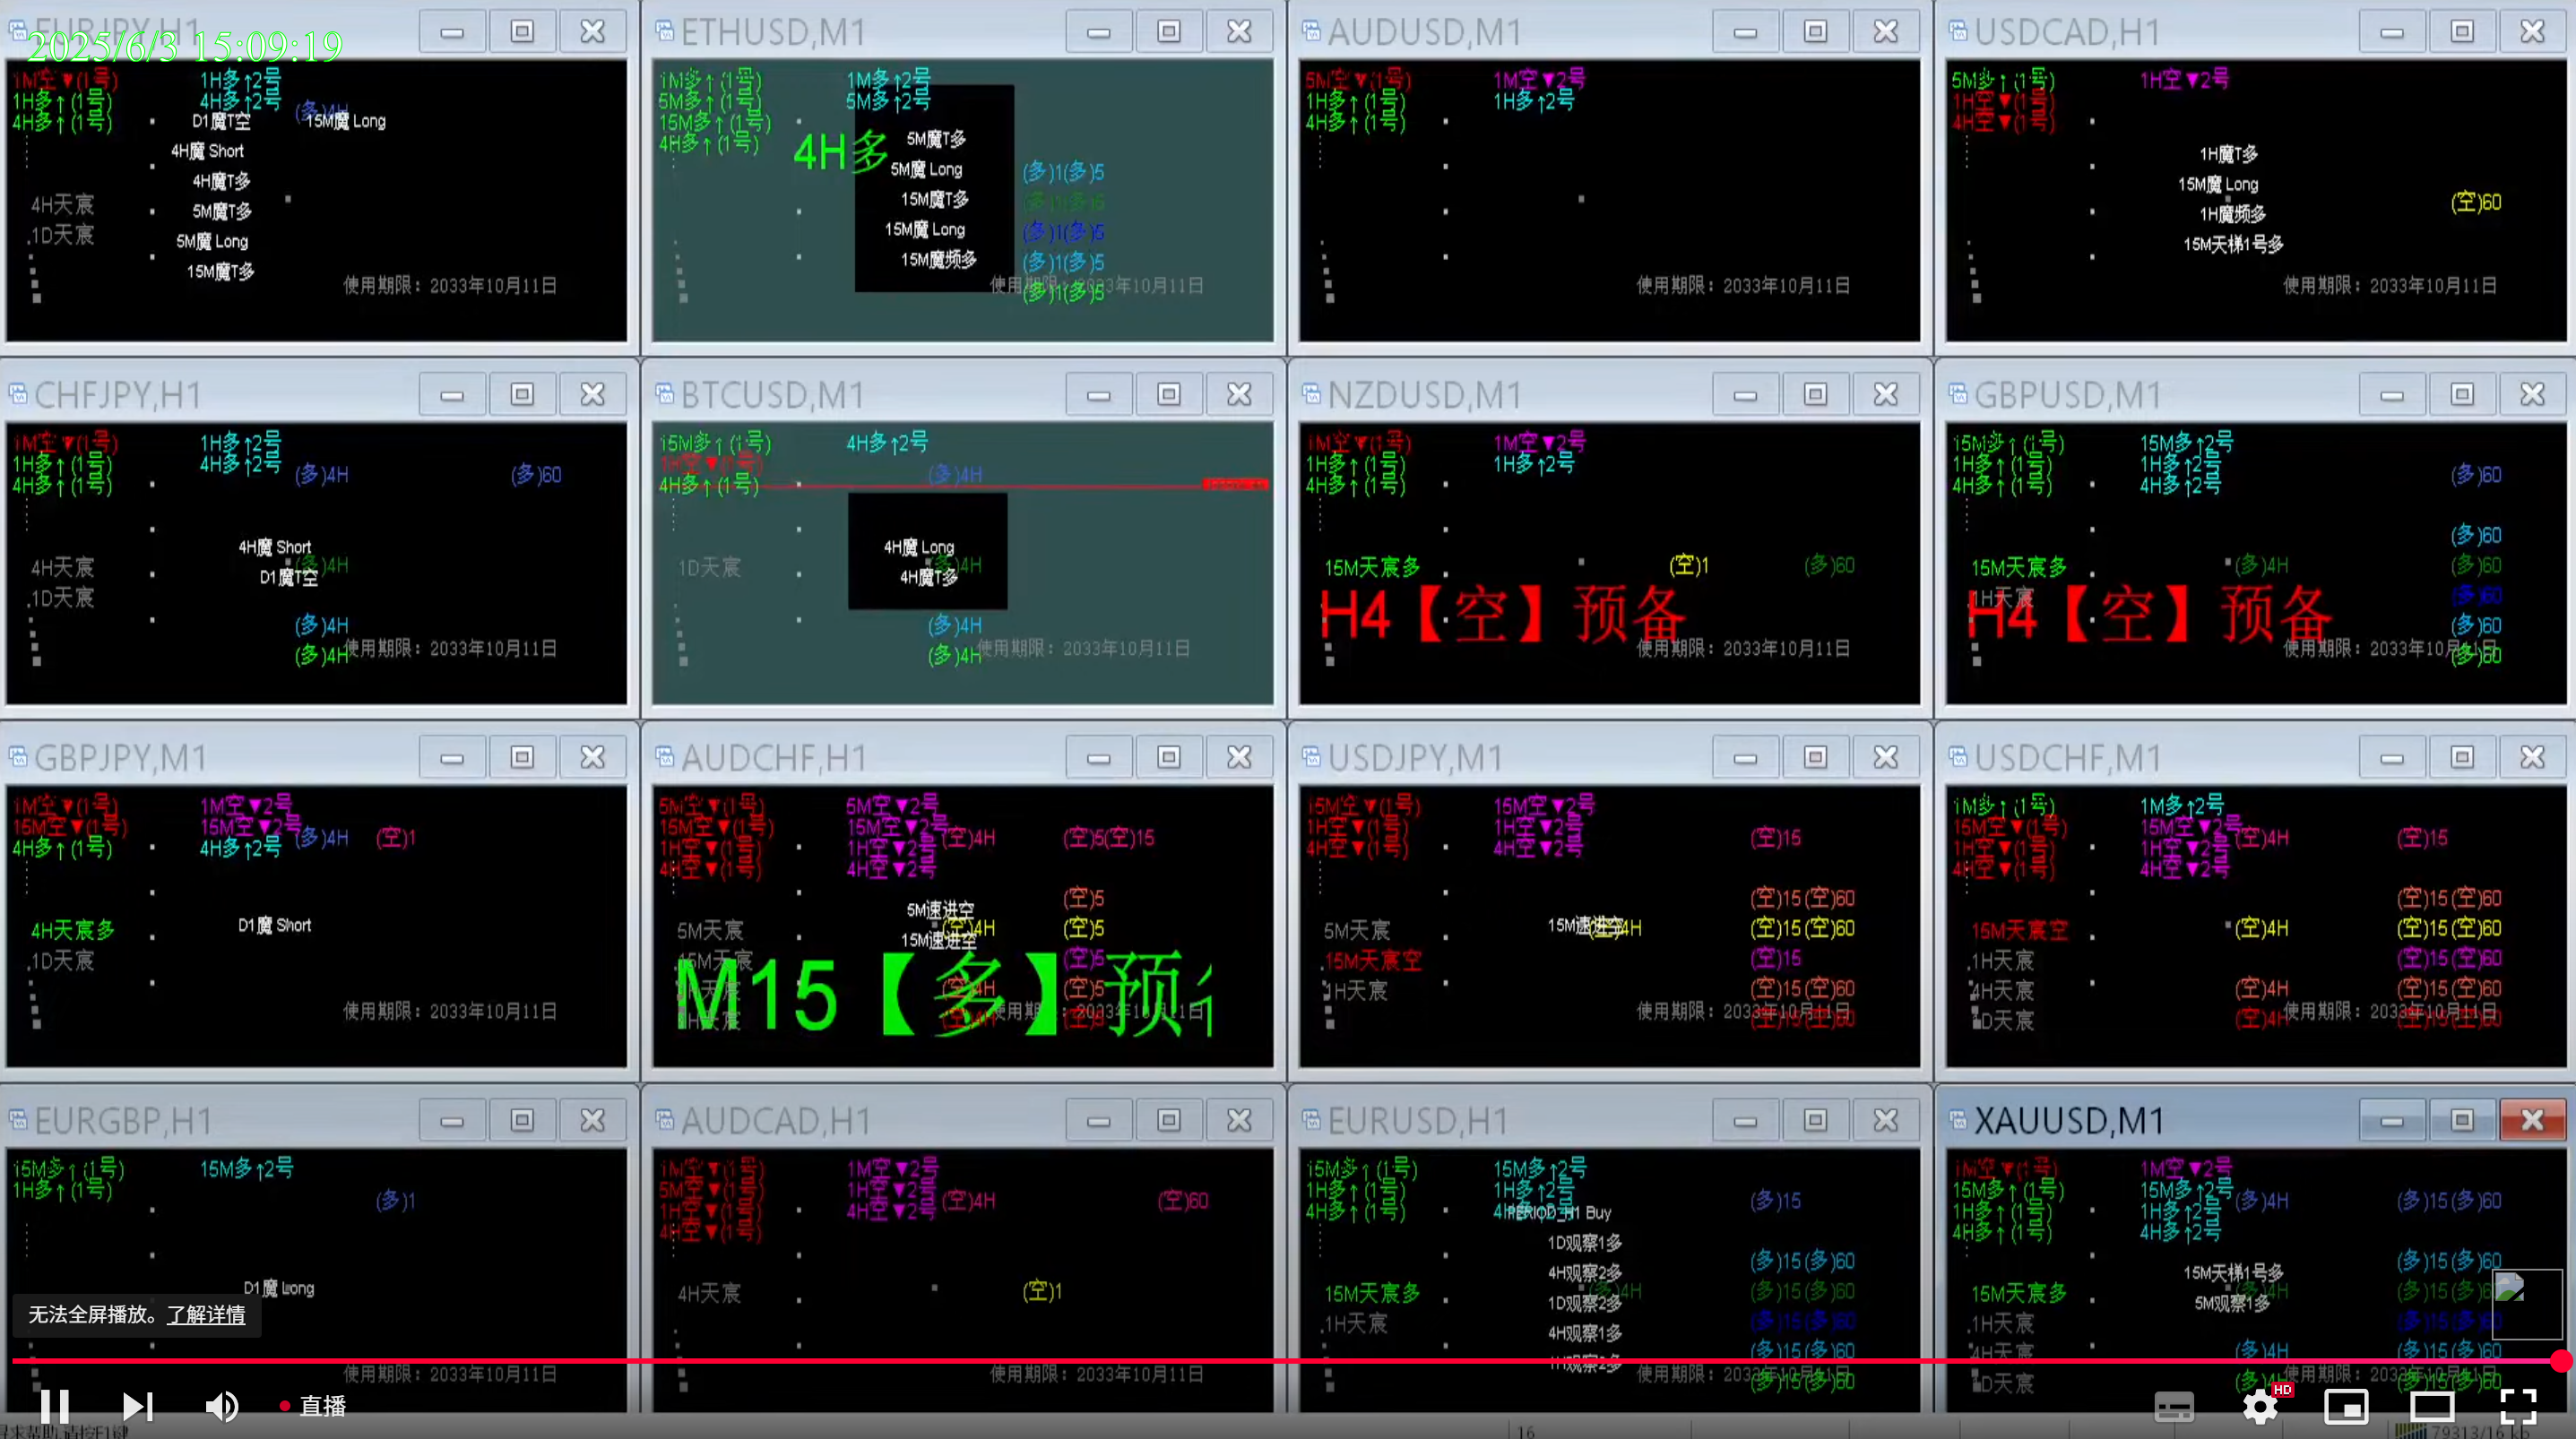 EURJPY,H1
2025/6/3 15:09:19
1M空▼(1号)
1H多↑2号
1H多↑(1号)
4H多↑2号
(多)4H
4H多↑(1号)
D1魔T空
15M魔 Long
4H魔 Short
4H魔T多
4H天宸
5M魔T多
.1D天宸
5M魔 Long
15M魔T多
使用期限：2033年10月11日
ETHUSD,M1
1M多↑(1号)
1M多↑2号
5M多↑(1号)
5M多↑2号
15M多↑(1号)
4H多↑(1号)
4H多
5M魔T多
5M魔 Long
(多)1(多)5
15M魔T多
(多)1(多)5
15M魔 Long
(多)1(多)5
15M魔频多
(多)1(多)5
(多)1(多)5
AUDUSD,M1
5M空▼(1号)
1M空▼2号
1H多↑(1号)
1H多↑2号
4H多↑(1号)
使用期限：2033年10月11日
USDCAD,H1
5M多↑(1号)
1H空▼2号
1H空▼(1号)
4H空▼(1号)
1H魔T多
15M魔 Long
(空)60
1H魔频多
15M天梯1号多
使用期限：2033年10月11日
CHFJPY,H1
1M空▼(1号)
1H多↑2号
1H多↑(1号)
4H多↑2号
(多)4H
(多)60
4H多↑(1号)
4H魔 Short
4H天宸
(多)4H
D1魔T空
.1D天宸
(多)4H
(多)4H
使用期限：2033年10月11日
BTCUSD,M1
15M多↑(1号)
4H多↑2号
1H空▼(1号)
(多)4H
4H多↑(1号)
4H魔 Long
1D天宸
(多)4H
4H魔T多
(多)4H
(多)4H
使用期限：2033年10月11日
NZDUSD,M1
1M空▼(1号)
1M空▼2号
1H多↑(1号)
1H多↑2号
4H多↑(1号)
15M天宸多
(空)1
(多)60
H4【空】预备
使用期限：2033年10月11日
GBPUSD,M1
15M多↑(1号)
15M多↑2号
1H多↑(1号)
1H多↑2号
(多)60
4H多↑(1号)
4H多↑2号
(多)60
15M天宸多
(多)4H
(多)60
.1H天宸
(多)60
H4【空】预备
(多)60
使用期限：2033年10月11日
(多)60
GBPJPY,M1
1M空▼(1号)
1M空▼2号
15M空▼(1号)
15M空▼2号
(多)4H
(空)1
4H多↑(1号)
4H多↑2号
4H天宸多
D1魔 Short
.1D天宸
使用期限：2033年10月11日
AUDCHF,H1
5M空▼(1号)
5M空▼2号
15M空▼(1号)
15M空▼2号
(空)4H
(空)5(空)15
1H空▼(1号)
1H空▼2号
4H空▼(1号)
4H空▼2号
(空)5
5M速进空
5M天宸
(空)4H
(空)5
15M速进空
.15M天宸
(空)5
M15【多】预
(空)4H
(空)5
USDJPY,M1
15M空▼(1号)
15M空▼2号
1H空▼(1号)
1H空▼2号
(空)15
4H空▼(1号)
4H空▼2号
(空)15(空)60
5M天宸
15M速进空
(空)4H
(空)15(空)60
.15M天宸空
(空)15
1H天宸
(空)15(空)60
使用期限：2033年10月11日
(空)15(空)60
USDCHF,M1
1M多↑(1号)
1M多↑2号
15M空▼(1号)
15M空▼2号
(空)4H
(空)15
1H空▼(1号)
1H空▼2号
4H空▼(1号)
4H空▼2号
(空)15(空)60
15M天宸空
(空)4H
(空)15(空)60
.1H天宸
(空)15(空)60
4H天宸
(空)4H
(空)15(空)60
1D天宸
(空)4H
使用期限：2033年10月11日
(空)15(空)60
EURGBP,H1
15M多↑(1号)
15M多↑2号
1H多↑(1号)
(多)1
D1魔 Long
使用期限：2033年10月11日
AUDCAD,H1
1M空▼(1号)
1M空▼2号
5M空▼(1号)
1H空▼2号
(空)4H
(空)60
1H空▼(1号)
4H空▼2号
4H空▼(1号)
4H天宸
(空)1
使用期限：2033年10月11日
EURUSD,H1
15M多↑(1号)
15M多↑2号
1H多↑(1号)
1H多↑2号
(多)15
4H多↑(1号)
4H多↑2号
PERIOD_H1 Buy
1D观察1多
(多)15(多)60
4H观察2多
15M天宸多
(多)4H
(多)15(多)60
1D观察2多
.1H天宸
(多)15(多)60
4H观察1多
(多)15(多)60
1H观察2多
使用期限：2033年10月11日
(多)15(多)60
XAUUSD,M1
1M空▼(1号)
1M空▼2号
15M多↑(1号)
15M多↑2号
(多)4H
(多)15(多)60
1H多↑(1号)
1H多↑2号
4H多↑(1号)
4H多↑2号
(多)15(多)60
15M天梯1号多
15M天宸多
(多)4H
5M观察1多
.1H天宸
(多)15(多)60
4H天宸
(多)4H
(多)15(多)60
1D天宸
使用期限：2033年10月11日
无法全屏播放。了解详情
直播
HD
16